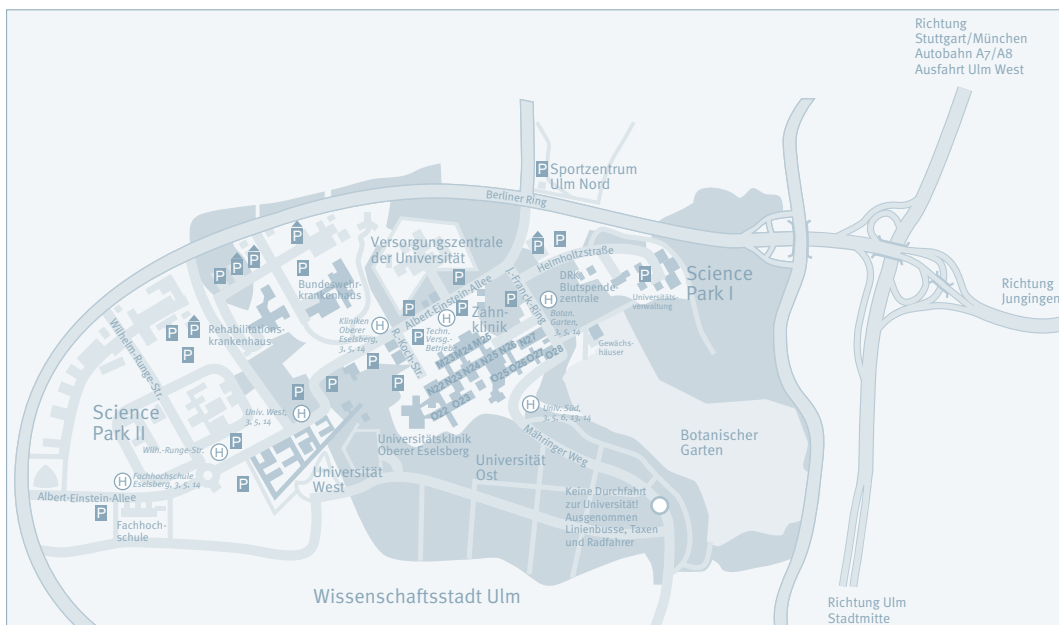 Richtung
Stuttgart/München
Autobahn A7/A8
Ausfahrt Ulm West
P
Sportzentrum
Ulm Nord
Berliner Ring
P
Versorgungszentrale
der Universität
P
P
Helmholtzstraße
P
P
P
P
Bundeswehr-
krankenhaus
P
Albert-Einstein-Allee
J.-Franck-Ring
DRK-
Blutspende-
zentrale
P
Universitäts-
verwaltung
Science
Park I
Richtung
Jungingen
P
P
P
H
Botan.
Garten,
3, 5, 14
Zahn-
klinik
Kliniken
Oberer
Eselsberg,
3, 5, 14
H
H
Techn.
Versg.-
Betriebe
P
R.-Koch-Str.
P
P
P
Rehabilitations-
krankenhaus
Wilhelm-Runge-Str.
Gewächs-
häuser
M23 M24 M25
N22 N23 N24 N25 N26 N27
O22 O23
O25 O26 O27 O28
P
P
P
P
Science
Park II
Univ. West,
3, 5, 14
H
H
Univ. Süd,
3, 5, 6, 13, 14
Mähringer Weg
Universitätsklinik
Oberer Eselsberg
Botanischer
Garten
P
Wilh.-Runge-Str.
H
Universität
West
Universität
Ost
H
Fachhochschule
Eselsberg, 3, 5, 14
P
Albert-Einstein-Allee
P
Fachhoch-
schule
Keine Durchfahrt
zur Universität!
Ausgenommen
Linienbusse, Taxen
und Radfahrer
Wissenschaftsstadt Ulm
Richtung Ulm
Stadtmitte